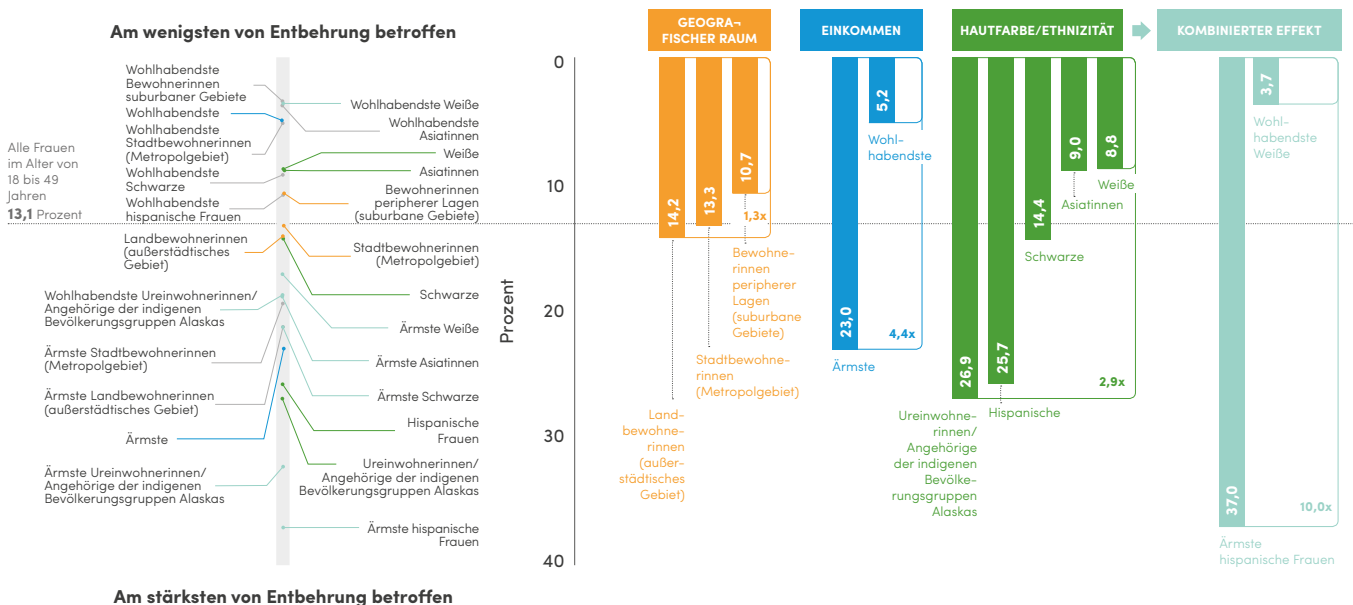 Am wenigsten von Entbehrung betroffen
Wohlhabendste
Bewohnerinnen
suburbaner Gebiete
Wohlhabendste
Wohlhabendste
Stadtbewohnerinnen
(Metropolgebiet)
Wohlhabendste
Schwarze
Wohlhabendste
hispanische Frauen
Landbewohnerinnen
(außerstädtisches
Gebiet)
Wohlhabendste Ureinwohnerinnen/
Angehörige der indigenen
Bevölkerungsgruppen Alaskas
Ärmste Stadtbewohnerinnen
(Metropolgebiet)
Ärmste Landbewohnerinnen
(außerstädtisches Gebiet)
Ärmste
Ärmste Ureinwohnerinnen/
Angehörige der indigenen
Bevölkerungsgruppen Alaskas
Alle Frauen
im Alter von
18 bis 49
Jahren
13,1 Prozent
Wohlhabendste Weiße
Wohlhabendste
Asiatinnen
Weiße
Asiatinnen
Bewohnerinnen
peripherer Lagen
(suburbane Gebiete)
Stadtbewohnerinnen
(Metropolgebiet)
Schwarze
Ärmste Weiße
Ärmste Asiatinnen
Ärmste Schwarze
Hispanische
Frauen
Ureinwohnerinnen/
Angehörige der indigenen
Bevölkerungsgruppen Alaskas
Ärmste hispanische
Frauen
Am stärksten von Entbehrung betroffen
Prozent
0
10
20
30
40
GEOGRA¬
FISCHER RAUM
14,2
13,3
10,7
1,3x
Bewohne-
rinnen
peripherer
Lagen
(suburbane
Gebiete)
Stadtbewohne-
rinnen
(Metropolgebiet)
Land-
bewohne-
rinnen
(außer-
städtisches
Gebiet)
EINKOMMEN
23,0
5,2
Wohl-
habendste
4,4x
Ärmste
HAUTFARBE/ETHNIZITÄT
26,9
25,7
14,4
9,0
8,8
Weiße
Asiatinnen
Schwarze
2,9x
Hispanische
Ureinwohne-
rinnen/
Angehörige
der indigenen
Bevölke-
rungsgruppen
Alaskas
KOMBINIERTER EFFEKT
37,0
3,7
Wohl-
habendste
Weiße
10,0x
Ärmste
hispanische Frauen